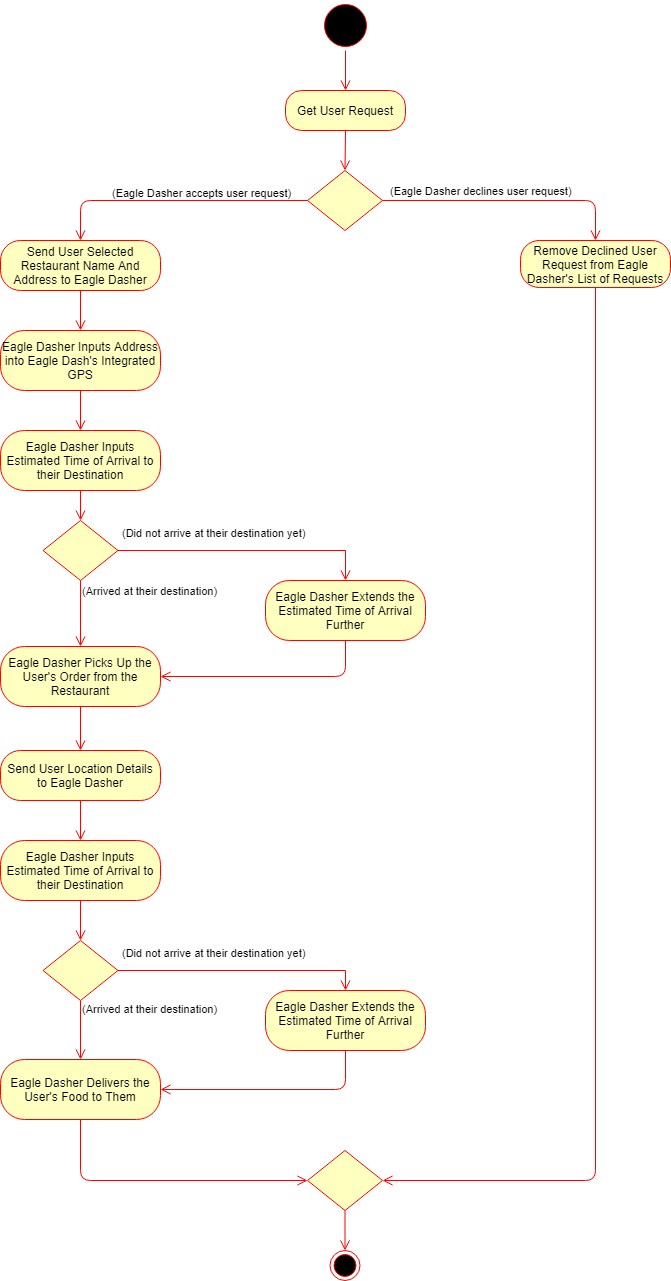 Get User Request
(Eagle Dasher accepts user request)
(Eagle Dasher declines user request)
Send User Selected
Restaurant Name And
Address to Eagle Dasher
Remove Declined User
Request from Eagle
Dasher's List of Requests
Eagle Dasher Inputs Address
into Eagle Dash's Integrated
GPS
Eagle Dasher Inputs
Estimated Time of Arrival to
their Destination
(Did not arrive at their destination yet)
(Arrived at their destination)
Eagle Dasher Extends the
Estimated Time of Arrival
Further
Eagle Dasher Picks Up the
User's Order from the
Restaurant
Send User Location Details
to Eagle Dasher
Eagle Dasher Inputs
Estimated Time of Arrival to
their Destination
(Did not arrive at their destination yet)
(Arrived at their destination)
Eagle Dasher Extends the
Estimated Time of Arrival
Further
Eagle Dasher Delivers the
User's Food to Them